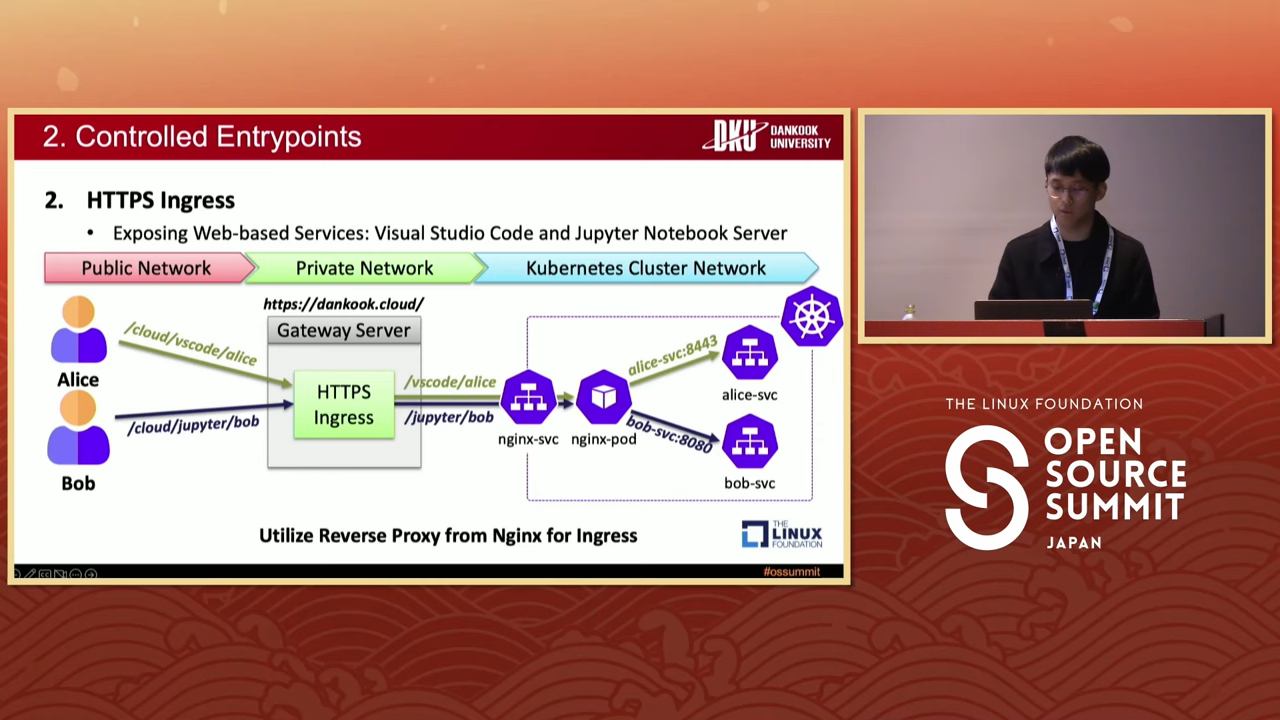 2. Controlled Entrypoints
DKU DANKOOK
UNIVERSITY
2. HTTPS Ingress
• Exposing Web-based Services: Visual Studio Code and Jupyter Notebook Server
Public Network
Private Network
Kubernetes Cluster Network
https://dankook.cloud/
Gateway Server
/cloud/vscode/alice
Alice
HTTPS
Ingress
/vscode/alice
/jupyter/bob
/cloud/jupyter/bob
Bob
nginx-svc
nginx-pod
alice-svc:8443
alice-svc
bob-svc:8080
bob-svc
Utilize Reverse Proxy from Nginx for Ingress
THE
LINUX
FOUNDATION
#ossummit
THE LINUX FOUNDATION
OPEN
SOURCE
SUMMIT
JAPAN